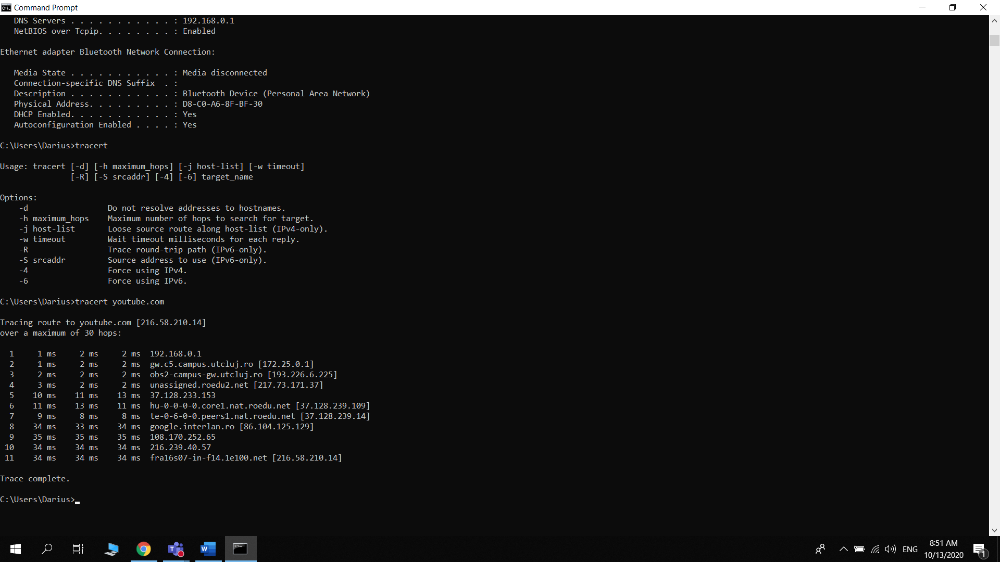 Command Prompt
   DNS Servers . . . . . . . . . . . : 192.168.0.1
   NetBIOS over Tcpip. . . . . . . . : Enabled
Ethernet adapter Bluetooth Network Connection:
   Media State . . . . . . . . . . . : Media disconnected
   Connection-specific DNS Suffix  . :
   Description . . . . . . . . . . . : Bluetooth Device (Personal Area Network)
   Physical Address. . . . . . . . . : D8-C0-A6-8F-BF-30
   DHCP Enabled. . . . . . . . . . . : Yes
   Autoconfiguration Enabled . . . . : Yes
C:\Users\Darius>tracert
Usage: tracert [-d] [-h maximum_hops] [-j host-list] [-w timeout]
               [-R] [-S srcaddr] [-4] [-6] target_name
Options:
    -d                 Do not resolve addresses to hostnames.
    -h maximum_hops    Maximum number of hops to search for target.
    -j host-list       Loose source route along host-list (IPv4-only).
    -w timeout         Wait timeout milliseconds for each reply.
    -R                 Trace round-trip path (IPv6-only).
    -S srcaddr         Source address to use (IPv6-only).
    -4                 Force using IPv4.
    -6                 Force using IPv6.
C:\Users\Darius>tracert youtube.com
Tracing route to youtube.com [216.58.210.14]
over a maximum of 30 hops:
  1     1 ms     2 ms     2 ms  192.168.0.1
  2     1 ms     2 ms     2 ms  gw.c5.campus.utcluj.ro [172.25.0.1]
  3     2 ms     2 ms     2 ms  obs2-campus-gw.utcluj.ro [193.226.6.225]
  4     3 ms     2 ms     2 ms  unassigned.roedu2.net [217.73.171.37]
  5    10 ms    11 ms    13 ms  37.128.233.153
  6    11 ms    13 ms    11 ms  hu-0-0-0-0.core1.nat.roedu.net [37.128.239.109]
  7     9 ms     8 ms     8 ms  te-0-6-0-0.peers1.nat.roedu.net [37.128.239.14]
  8    34 ms    33 ms    34 ms  google.interlan.ro [86.104.125.129]
  9    35 ms    35 ms    35 ms  108.170.252.65
 10    34 ms    34 ms    34 ms  216.239.40.57
 11    34 ms    34 ms    34 ms  fra16s07-in-f14.1e100.net [216.58.210.14]
Trace complete.
C:\Users\Darius>
ENG
8:51 AM
10/13/2020
1